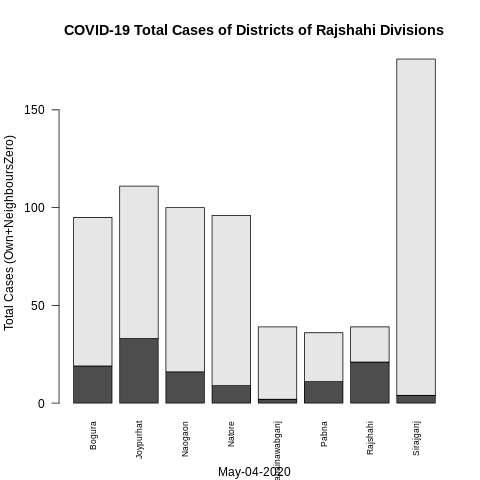 COVID-19 Total Cases of Districts of Rajshahi Divisions
Total Cases (Own+NeighboursZero)
150
100
50
0
Bogura
Joypurhat
Naogaon
Natore
Pabna
Rajshahi
Sirajganj
May-04-2020